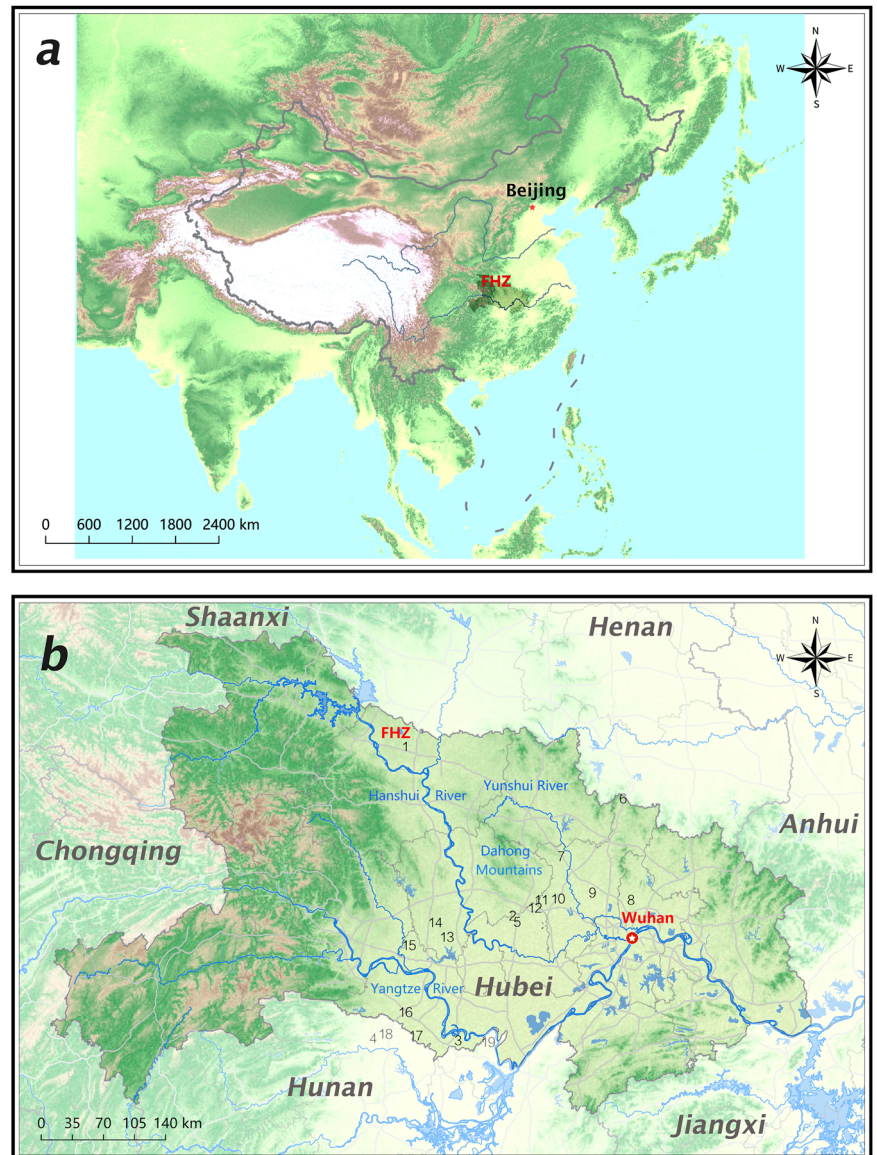 a
N
W E
S
Beijing
FHZ
0 600 1200 1800 2400 km
b
Shaanxi
Henan
N
W E
S
FHZ
1
Hanshui River
Yunshui River
6
Anhui
Chongqing
Dahong
Mountains
7
9
8
11 10
12
2
5
Wuhan
14
13
15
Hubei
Yangtze River
16
4 18 17 3 19
Hunan
Jiangxi
0 35 70 105 140 km